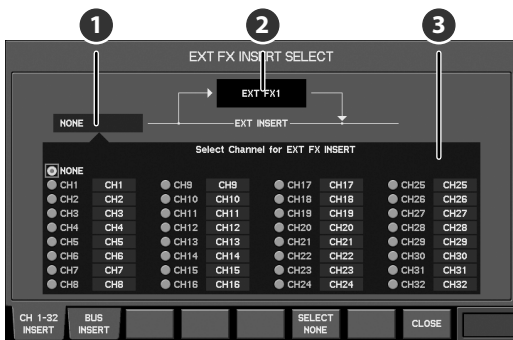 1 2 3
EXT FX INSERT SELECT
EXT FX1
NONE EXT INSERT
Select Channel for EXT FX INSERT
NONE
CH1 CH1 CH9 CH9 CH17 CH17 CH25 CH25
CH2 CH2 CH10 CH10 CH18 CH18 CH26 CH26
CH3 CH3 CH11 CH11 CH19 CH19 CH27 CH27
CH4 CH4 CH12 CH12 CH20 CH20 CH28 CH28
CH5 CH5 CH13 CH13 CH21 CH21 CH29 CH29
CH6 CH6 CH14 CH14 CH22 CH22 CH30 CH30
CH7 CH7 CH15 CH15 CH23 CH23 CH31 CH31
CH8 CH8 CH16 CH16 CH24 CH24 CH32 CH32
CH 1-32 BUS SELECT CLOSE
INSERT INSERT NONE